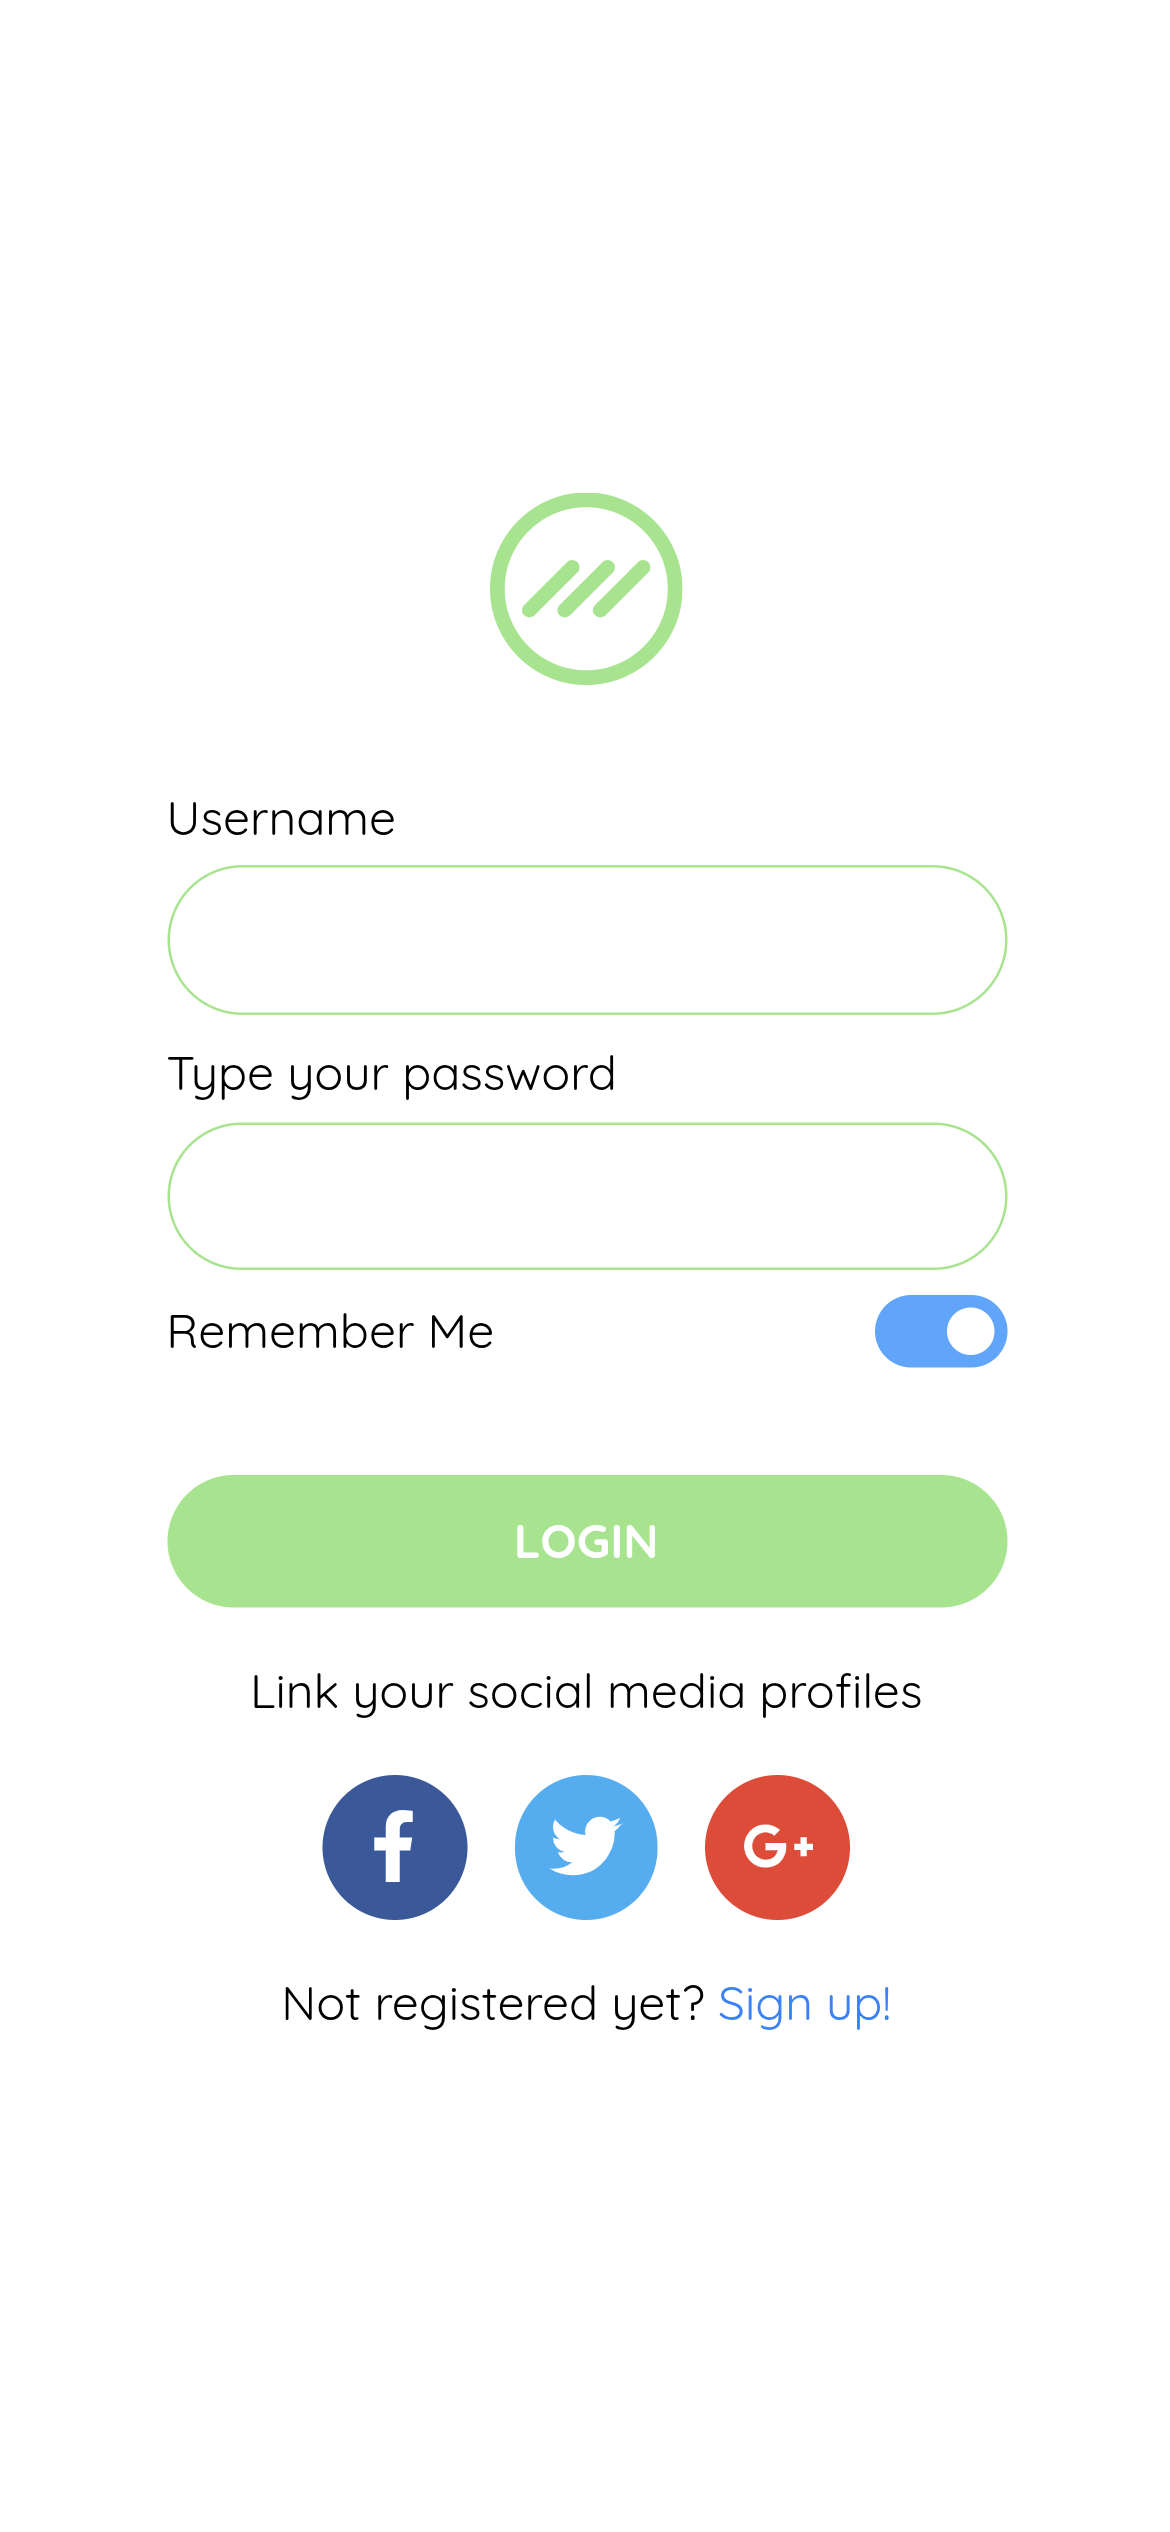 Username
Type your password
Remember Me
LOGIN
Link your social media profiles
f
G+
Not registered yet? Sign up!